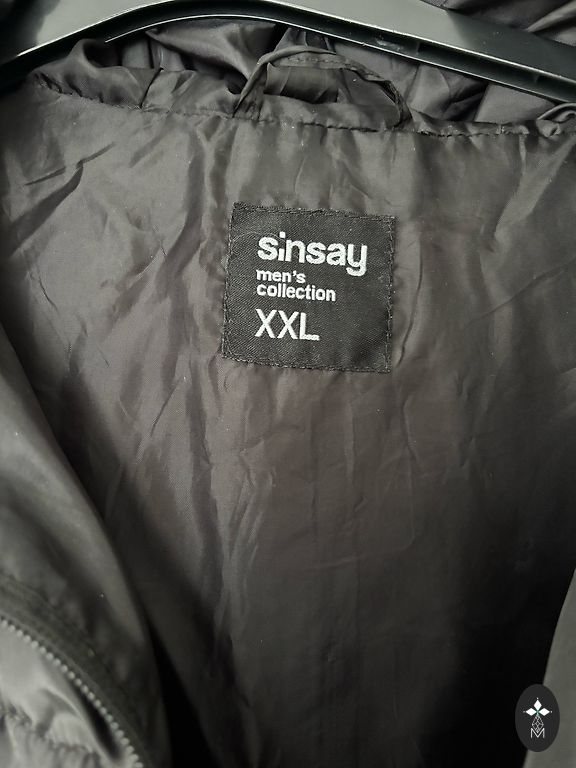 sinsay
men's
collection
XXL
M